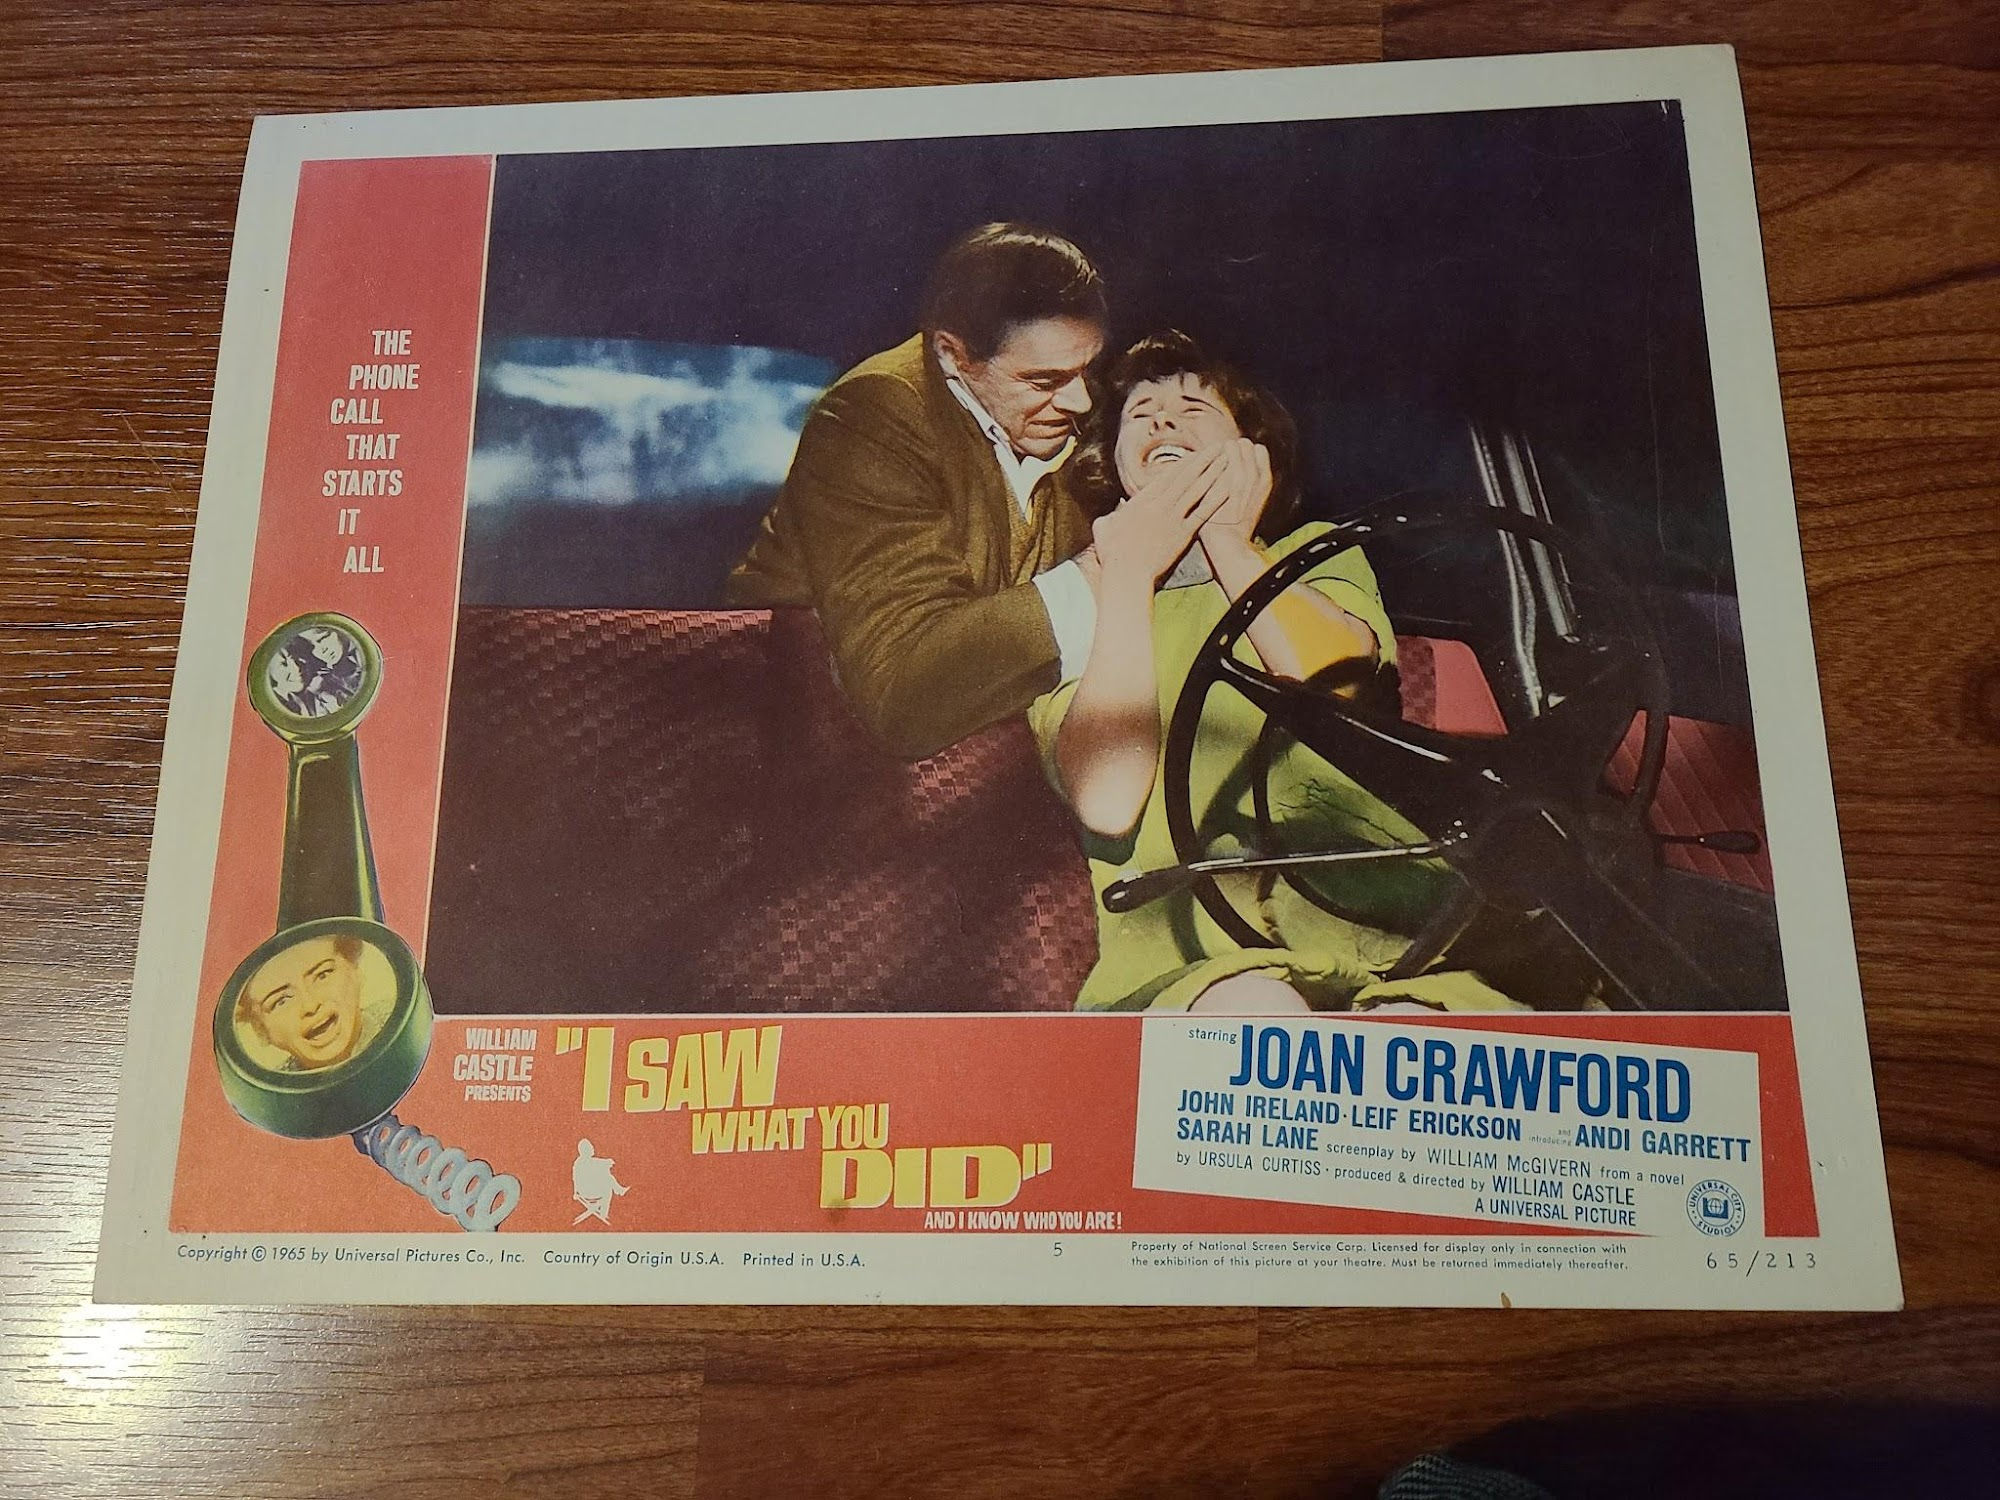 THE
PHONE
CALL
THAT
STARTS
IT
ALL
WILLIAM
CASTLE
PRESENTS
"I SAW
WHAT YOU
DID"
AND I KNOW WHO YOU ARE!
starring JOAN CRAWFORD
JOHN IRELAND · LEIF ERICKSON and introducing ANDI GARRETT
SARAH LANE screenplay by WILLIAM McGIVERN from a novel
by URSULA CURTISS · produced & directed by WILLIAM CASTLE
A UNIVERSAL PICTURE
UNIVERSAL CITY STUDIOS
Copyright © 1965 by Universal Pictures Co., Inc. Country of Origin U.S.A. Printed in U.S.A.
5
Property of National Screen Service Corp. Licensed for display only in connection with
the exhibition of this picture at your theatre. Must be returned immediately thereafter.
65/213